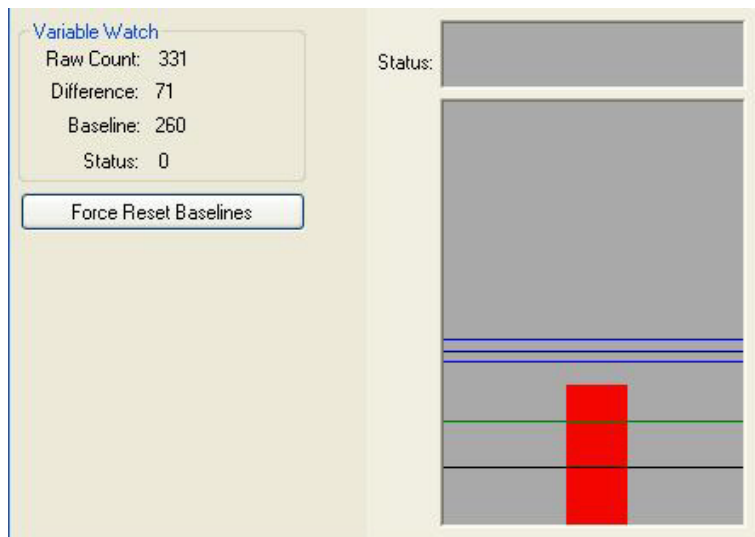 Variable Watch
Raw Count: 331
Difference: 71
Baseline: 260
Status: 0
Force Reset Baselines
Status: